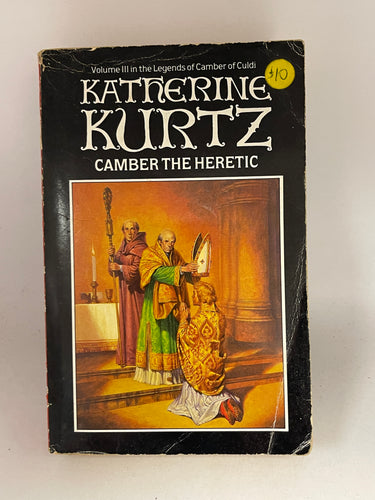 Volume III in the Legends of Camber of Culdi
$10
KATHERINE
KURTZ
CAMBER THE HERETIC